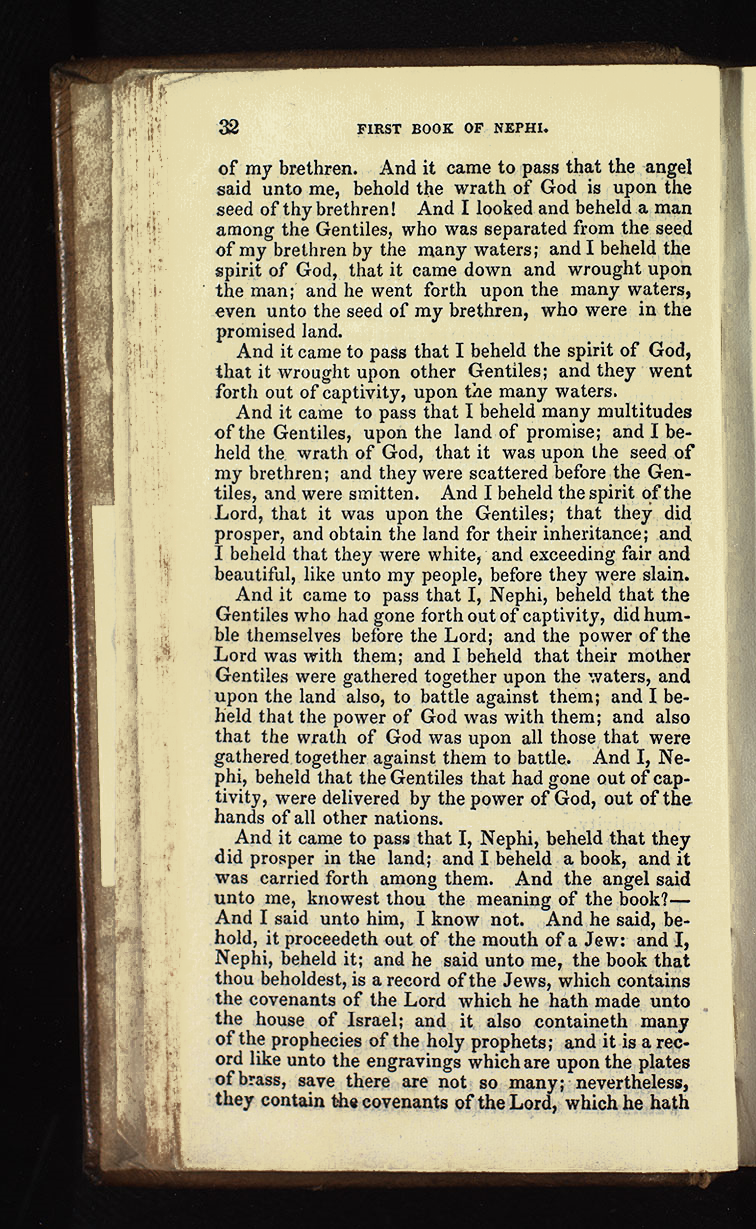 32 FIRST BOOK OF NEPHI.
of my brethren. And it came to pass that the angel
said unto me, behold the wrath of God is upon the
seed of thy brethren! And I looked and beheld a man
among the Gentiles, who was separated from the seed
of my brethren by the many waters; and I beheld the
spirit of God, that it came down and wrought upon
the man; and he went forth upon the many waters,
even unto the seed of my brethren, who were in the
promised land.
And it came to pass that I beheld the spirit of God,
that it wrought upon other Gentiles; and they went
forth out of captivity, upon the many waters.
And it came to pass that I beheld many multitudes
of the Gentiles, upon the land of promise; and I be-
held the wrath of God, that it was upon the seed of
my brethren; and they were scattered before the Gen-
tiles, and were smitten. And I beheld the spirit of the
Lord, that it was upon the Gentiles; that they did
prosper, and obtain the land for their inheritance; and
I beheld that they were white, and exceeding fair and
beautiful, like unto my people, before they were slain.
And it came to pass that I, Nephi, beheld that the
Gentiles who had gone forth out of captivity, did hum-
ble themselves before the Lord; and the power of the
Lord was with them; and I beheld that their mother
Gentiles were gathered together upon the waters, and
upon the land also, to battle against them; and I be-
held that the power of God was with them; and also
that the wrath of God was upon all those that were
gathered together against them to battle. And I, Ne-
phi, beheld that the Gentiles that had gone out of cap-
tivity, were delivered by the power of God, out of the
hands of all other nations.
And it came to pass that I, Nephi, beheld that they
did prosper in the land; and I beheld a book, and it
was carried forth among them. And the angel said
unto me, knowest thou the meaning of the book?—
And I said unto him, I know not. And he said, be-
hold, it proceedeth out of the mouth of a Jew: and I,
Nephi, beheld it; and he said unto me, the book that
thou beholdest, is a record of the Jews, which contains
the covenants of the Lord which he hath made unto
the house of Israel; and it also containeth many
of the prophecies of the holy prophets; and it is a rec-
ord like unto the engravings which are upon the plates
of brass, save there are not so many; nevertheless,
they contain the covenants of the Lord, which he hath